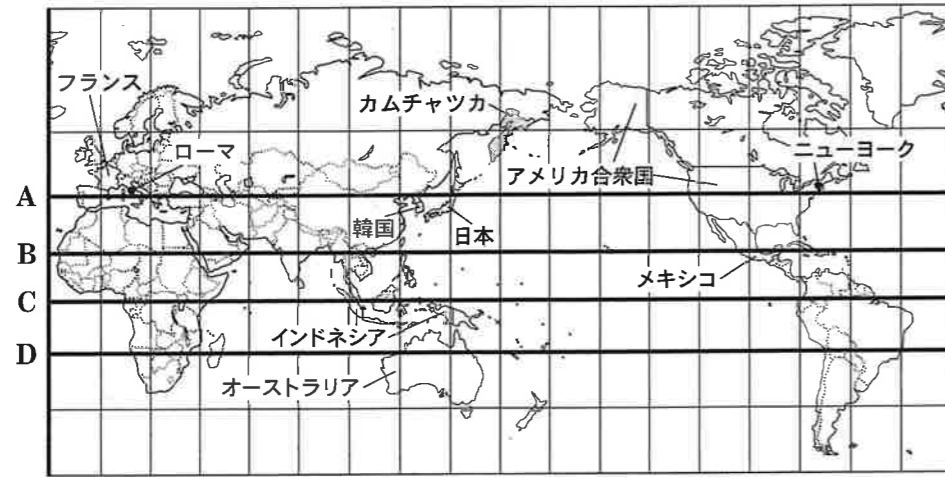 フランス
カムチャツカ
ローマ
ニューヨーク
アメリカ合衆国
A
韓国
日本
B
メキシコ
C
インドネシア
D
オーストラリア